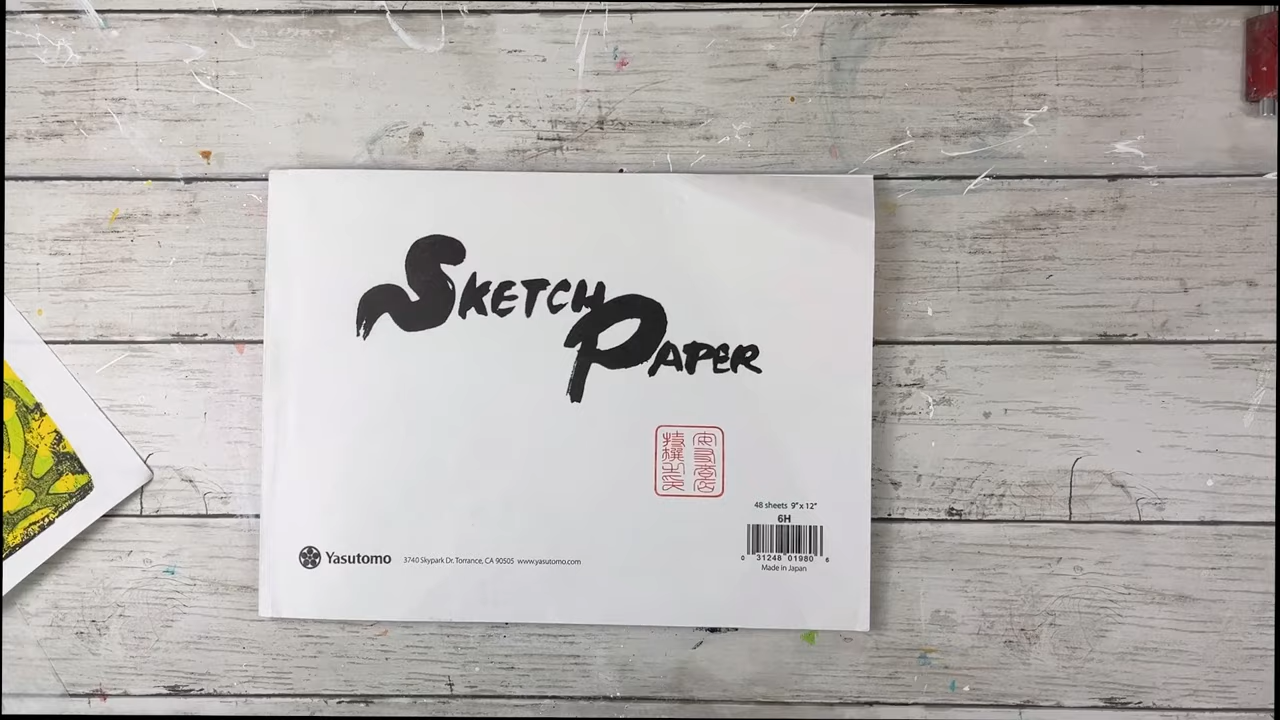 SKETCH
PAPER
48 sheets 9" x 12"
6H
0 31248 01980 6
Made in Japan
Yasutomo 3740 Skypark Dr. Torrance, CA 90505 www.yasutomo.com